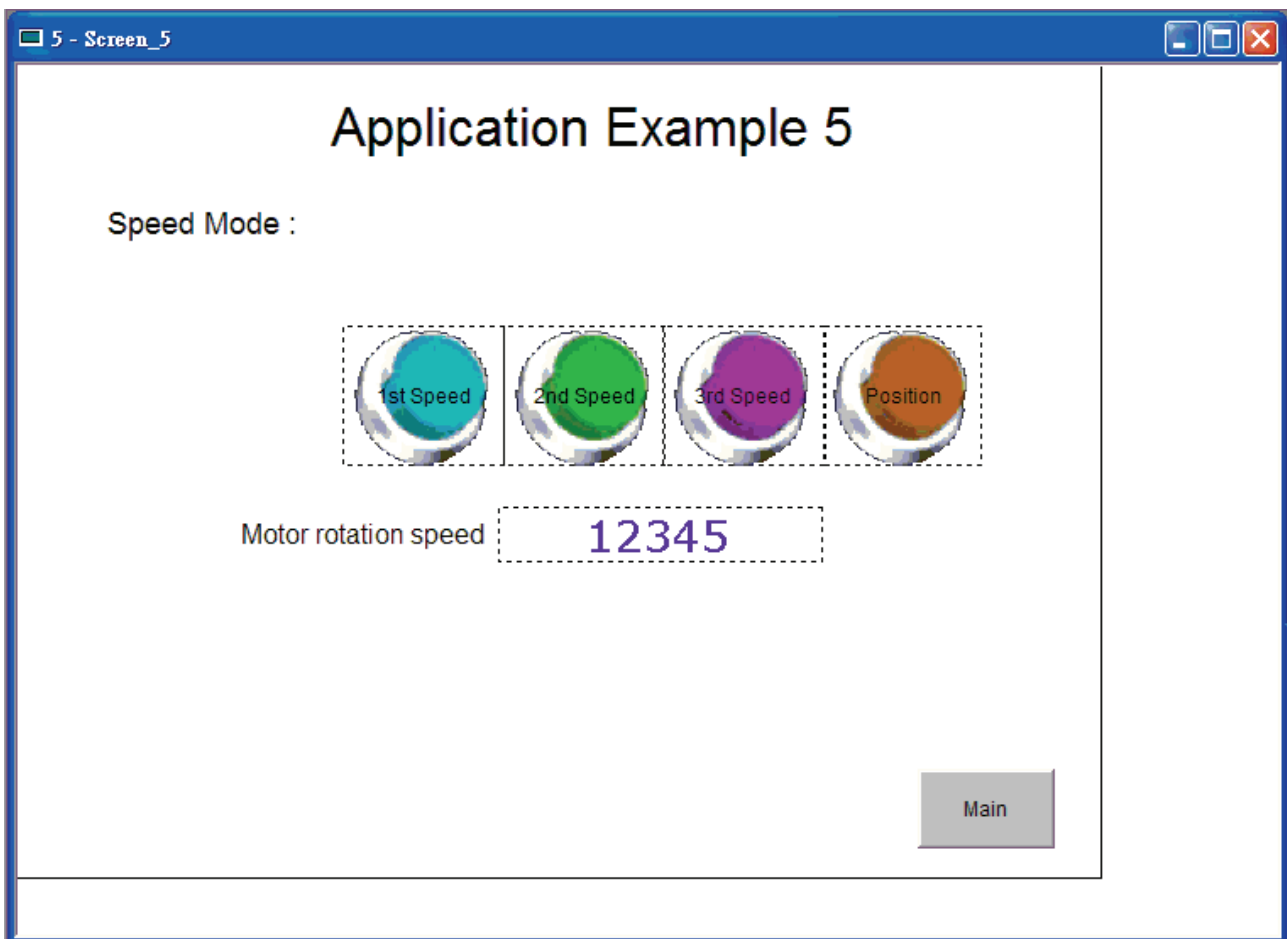 5 - Screen_5
Application Example 5
Speed Mode :
1st Speed 2nd Speed 3rd Speed Position
Motor rotation speed 12345
Main